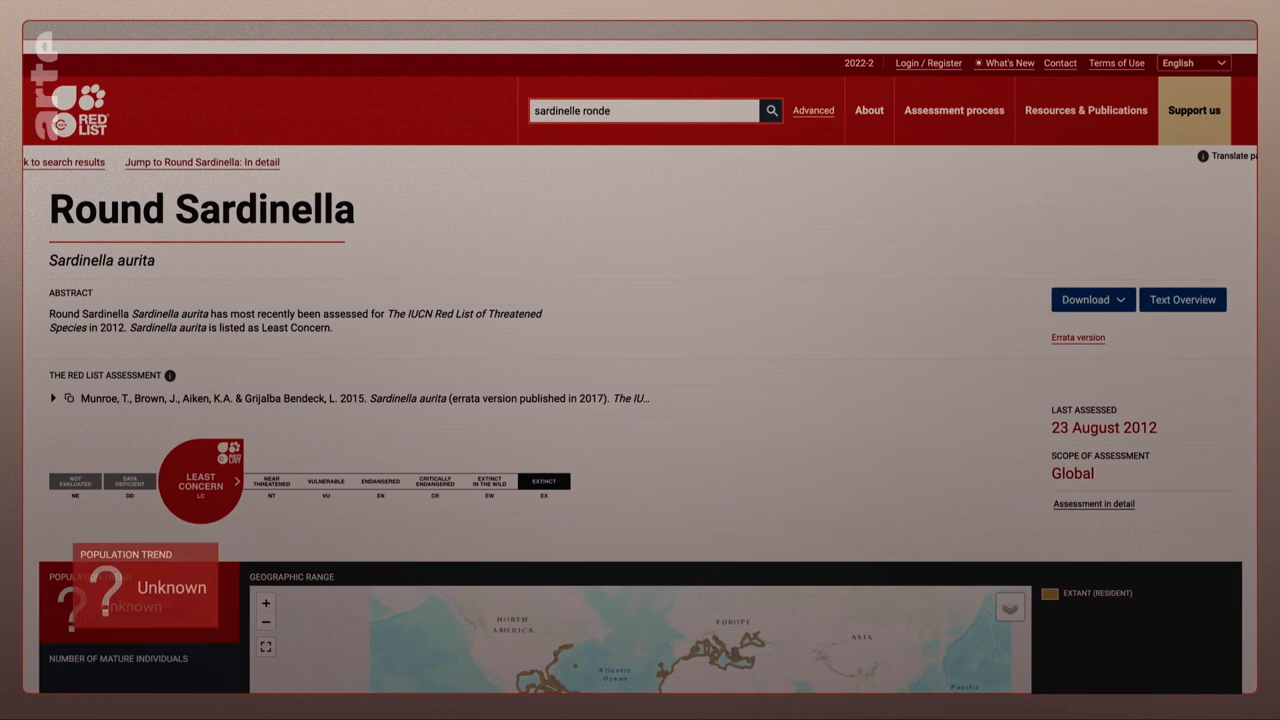 arte
2022-2
Login / Register
What's New
Contact
Terms of Use
English
RED
LIST
sardinelle ronde
Advanced
About
Assessment process
Resources & Publications
Support us
k to search results
Jump to Round Sardinella: In detail
Translate pa
Round Sardinella
Sardinella aurita
ABSTRACT
Round Sardinella Sardinella aurita has most recently been assessed for The IUCN Red List of Threatened
Species in 2012. Sardinella aurita is listed as Least Concern.
Download
Text Overview
Errata version
THE RED LIST ASSESSMENT
Munroe, T., Brown, J., Aiken, K.A. & Grijalba Bendeck, L. 2015. Sardinella aurita (errata version published in 2017). The IU...
LAST ASSESSED
23 August 2012
SCOPE OF ASSESSMENT
Global
Assessment in detail
RED
LIST
NOT
EVALUATED
NE
DATA
DEFICIENT
DD
LEAST
CONCERN
LC
NEAR
THREATENED
NT
VULNERABLE
VU
ENDANGERED
EN
CRITICALLY
ENDANGERED
CR
EXTINCT
IN THE WILD
EW
EXTINCT
EX
POPULATION TREND
? Unknown
GEOGRAPHIC RANGE
EXTANT (RESIDENT)
NUMBER OF MATURE INDIVIDUALS
+
−
NORTH
AMERICA
EUROPE
ASIA
Atlantic
Ocean
Pacific